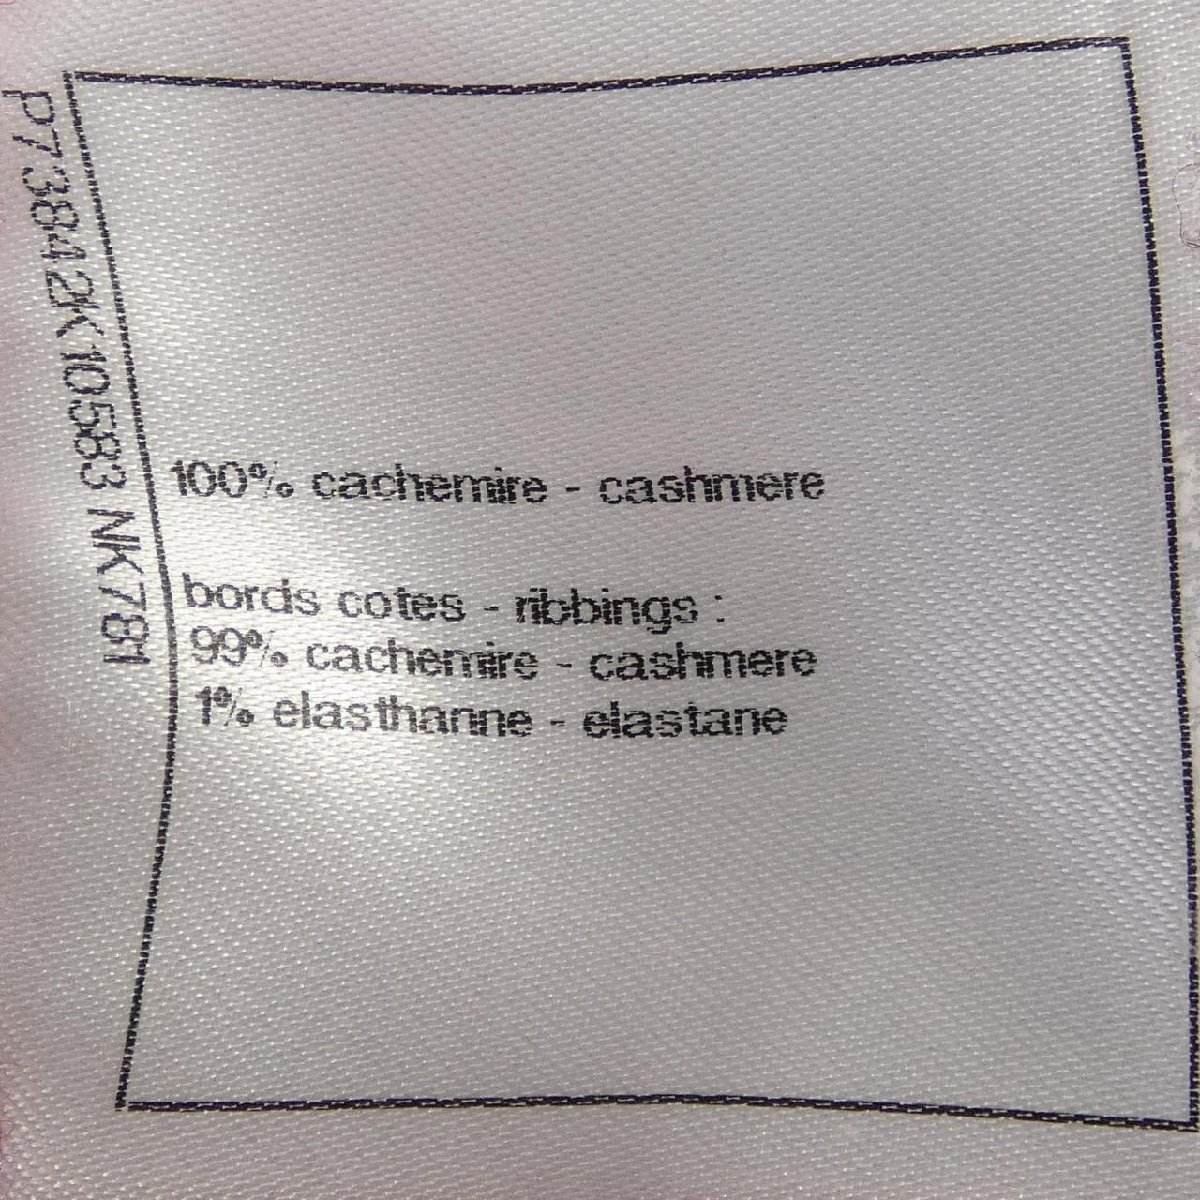 P73842K10583 NK781
100% cachemire - cashmere
bords cotes - ribbings :
99% cachemire - cashmere
1% elasthanne - elastane